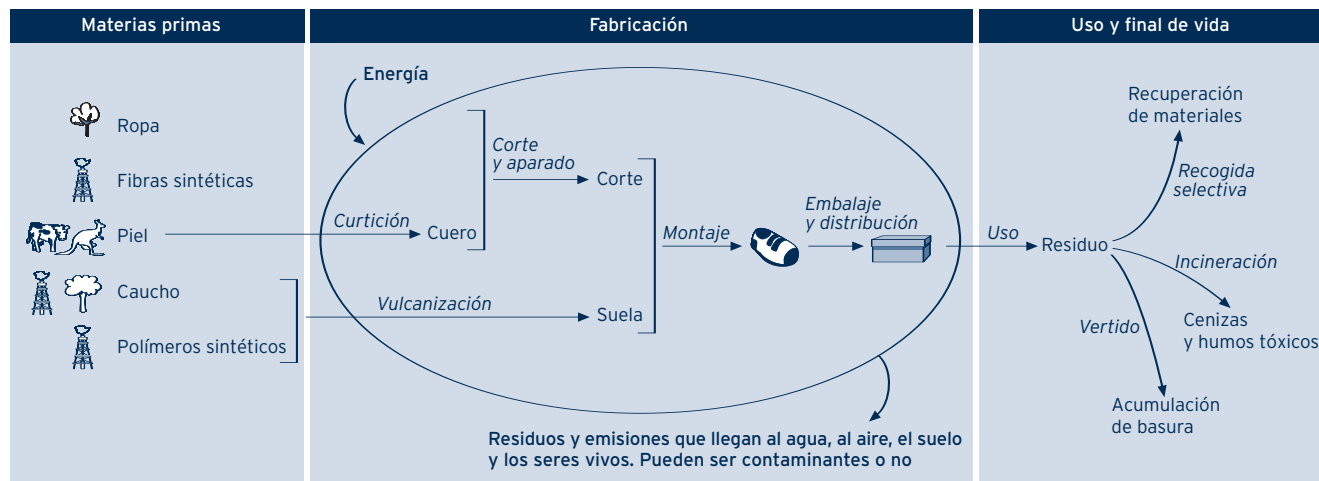 Materias primas
Fabricación
Uso y final de vida
Ropa
Fibras sintéticas
Piel
Caucho
Polímeros sintéticos
Energía
Curtición
Cuero
Corte
y aparado
Corte
Vulcanización
Suela
Montaje
Embalaje
y distribución
Residuos y emisiones que llegan al agua, al aire, el suelo
y los seres vivos. Pueden ser contaminantes o no
Uso
Residuo
Recuperación
de materiales
Recogida
selectiva
Incineración
Cenizas
y humos tóxicos
Vertido
Acumulación
de basura